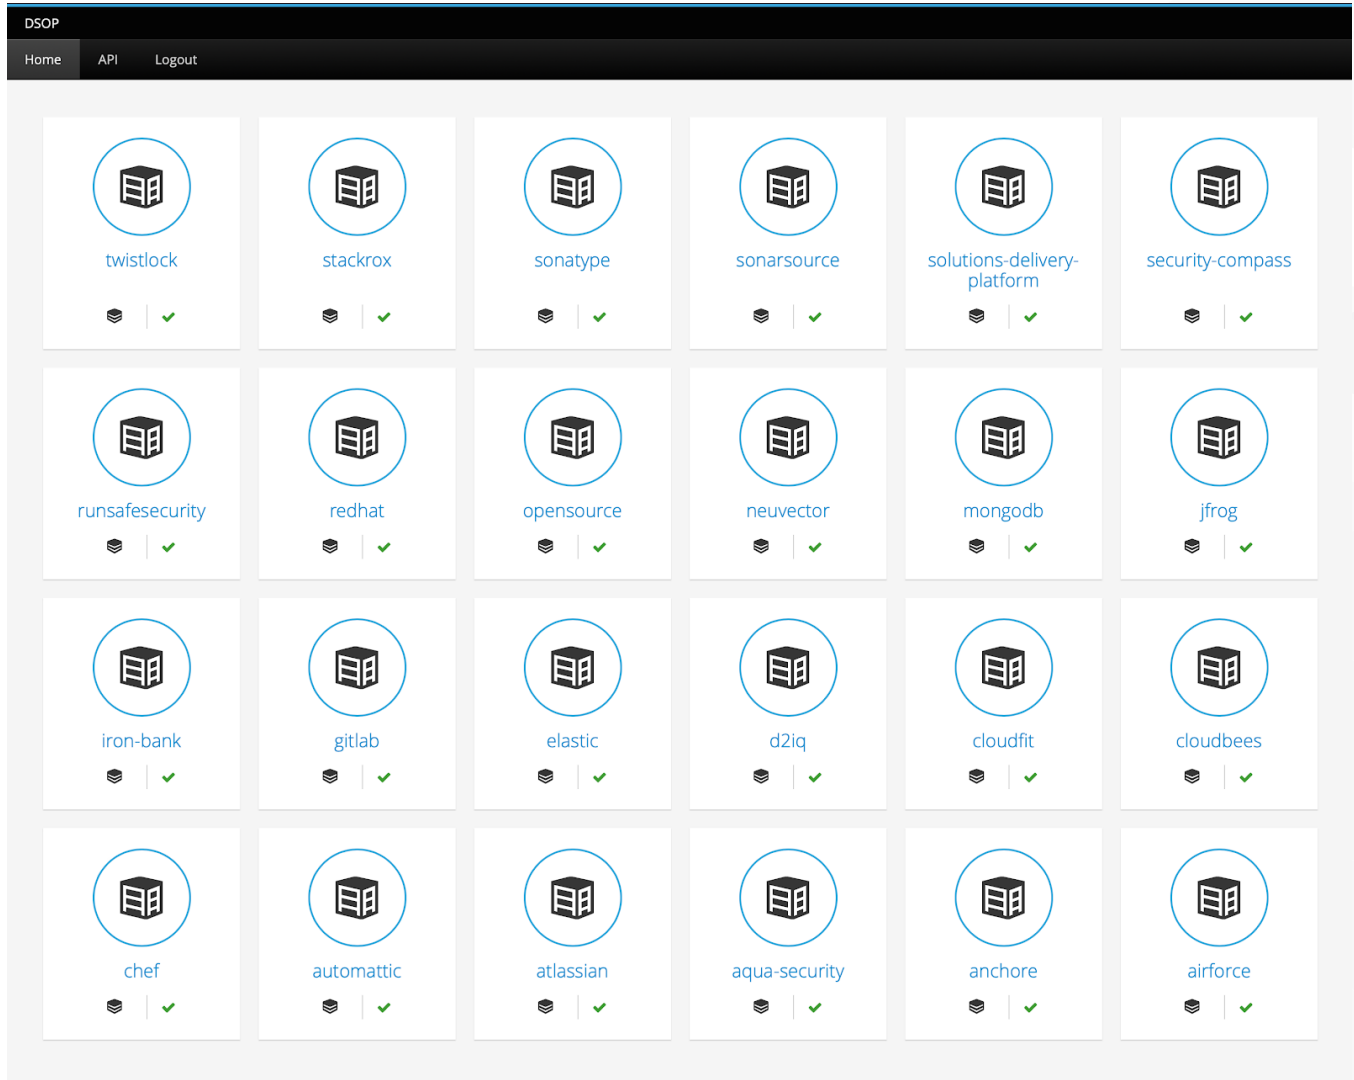 DSOP
Home API Logout
twistlock stackrox sonatype sonarsource solutions-delivery- security-compass
platform
runsafesecurity redhat opensource neuvector mongodb jfrog
iron-bank gitlab elastic d2iq cloudfit cloudbees
chef automattic atlassian aqua-security anchore airforce